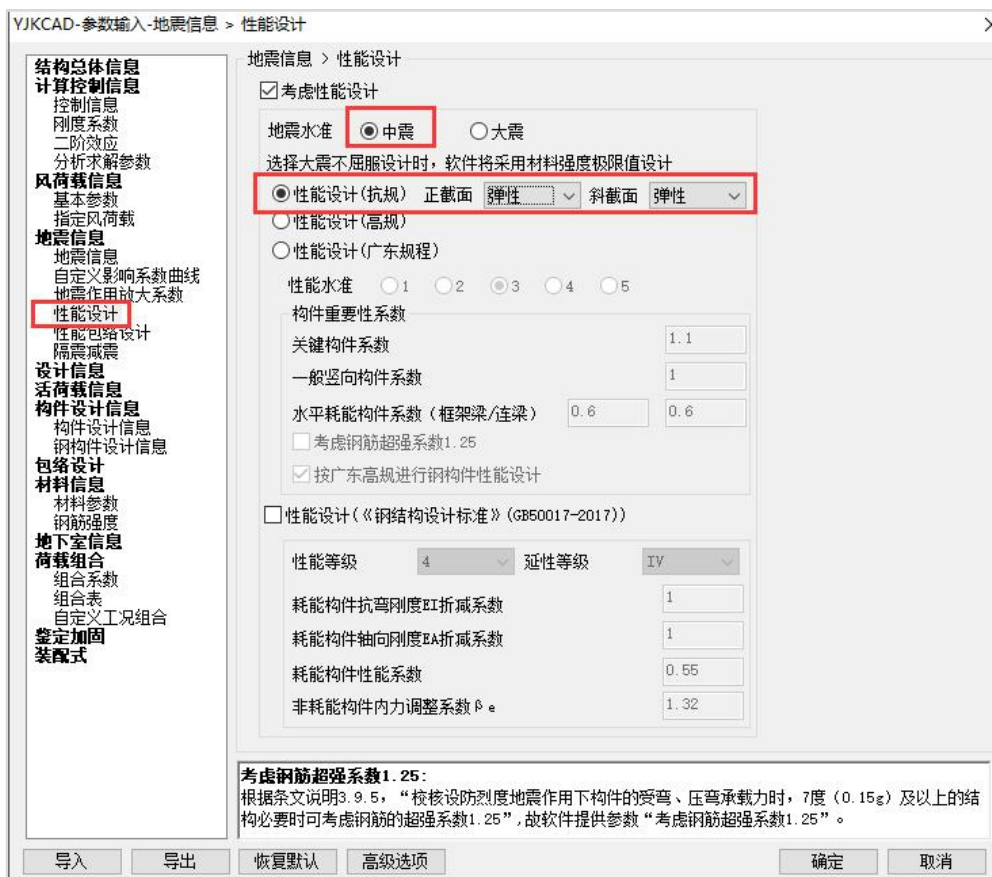 YJKCAD-参数输入-地震信息 > 性能设计
结构总体信息
计算控制信息
控制信息
刚度系数
二阶效应
分析求解参数
风荷载信息
基本参数
指定风荷载
地震信息
地震信息
自定义影响系数曲线
地震作用放大系数
性能设计
性能包络设计
隔震减震
设计信息
活荷载信息
构件设计信息
构件设计信息
钢构件设计信息
包络设计
材料信息
材料参数
钢筋强度
地下室信息
荷载组合
组合系数
组合表
自定义工况组合
鉴定加固
装配式
地震信息 > 性能设计
考虑性能设计
地震水准 中震 大震
选择大震不屈服设计时，软件将采用材料强度极限值设计
性能设计(抗规) 正截面 弹性 斜截面 弹性
性能设计(高规)
性能设计(广东规程)
性能水准 1 2 3 4 5
构件重要性系数
关键构件系数 1.1
一般竖向构件系数 1
水平耗能构件系数（框架梁/连梁） 0.6 0.6
考虑钢筋超强系数1.25
按广东高规进行钢构件性能设计
性能设计(《钢结构设计标准》(GB50017-2017))
性能等级 4 延性等级 IV
耗能构件抗弯刚度EI折减系数 1
耗能构件轴向刚度EA折减系数 1
耗能构件性能系数 0.55
非耗能构件内力调整系数βe 1.32
考虑钢筋超强系数1.25:
根据条文说明3.9.5，“校核设防烈度地震作用下构件的受弯、压弯承载力时，7度（0.15g）及以上的结
构必要时可考虑钢筋的超强系数1.25”,故软件提供参数“考虑钢筋超强系数1.25”。
导入 导出 恢复默认 高级选项 确定 取消